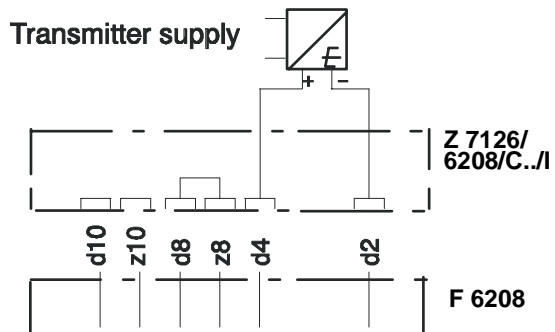 Transmitter supply
E
+ –
Z 7126/
6208/C../I
d10 z10 d8 z8 d4 d2
F 6208